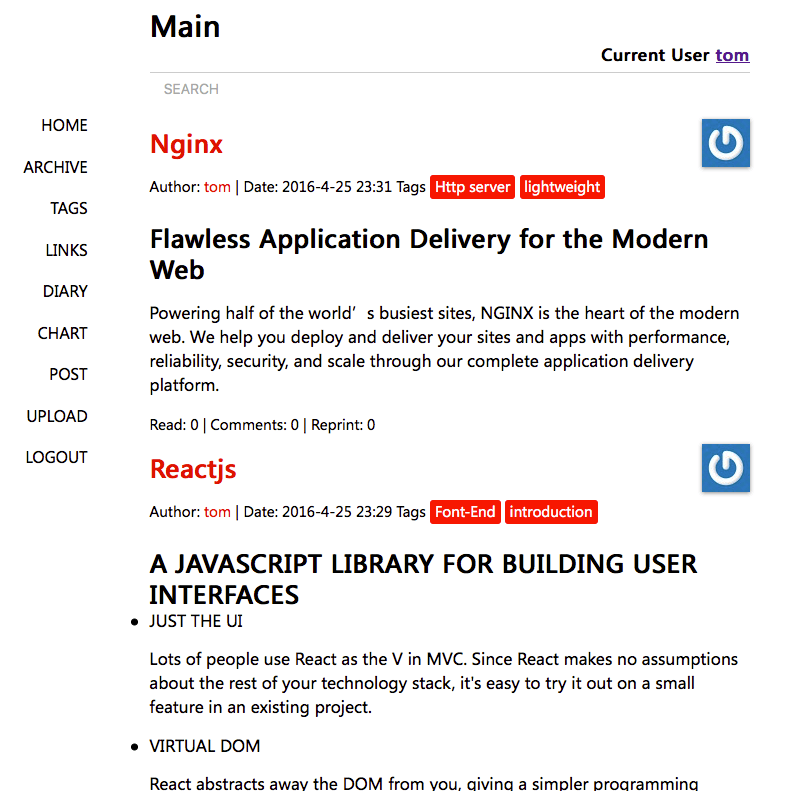 Main
Current User tom
SEARCH
HOME
ARCHIVE
TAGS
LINKS
DIARY
CHART
POST
UPLOAD
LOGOUT
Nginx
Author: tom | Date: 2016-4-25 23:31 Tags Http server lightweight
Flawless Application Delivery for the Modern
Web
Powering half of the world’s busiest sites, NGINX is the heart of the modern
web. We help you deploy and deliver your sites and apps with performance,
reliability, security, and scale through our complete application delivery
platform.
Read: 0 | Comments: 0 | Reprint: 0
Reactjs
Author: tom | Date: 2016-4-25 23:29 Tags Font-End introduction
A JAVASCRIPT LIBRARY FOR BUILDING USER
INTERFACES
JUST THE UI
Lots of people use React as the V in MVC. Since React makes no assumptions
about the rest of your technology stack, it's easy to try it out on a small
feature in an existing project.
VIRTUAL DOM
React abstracts away the DOM from you, giving a simpler programming